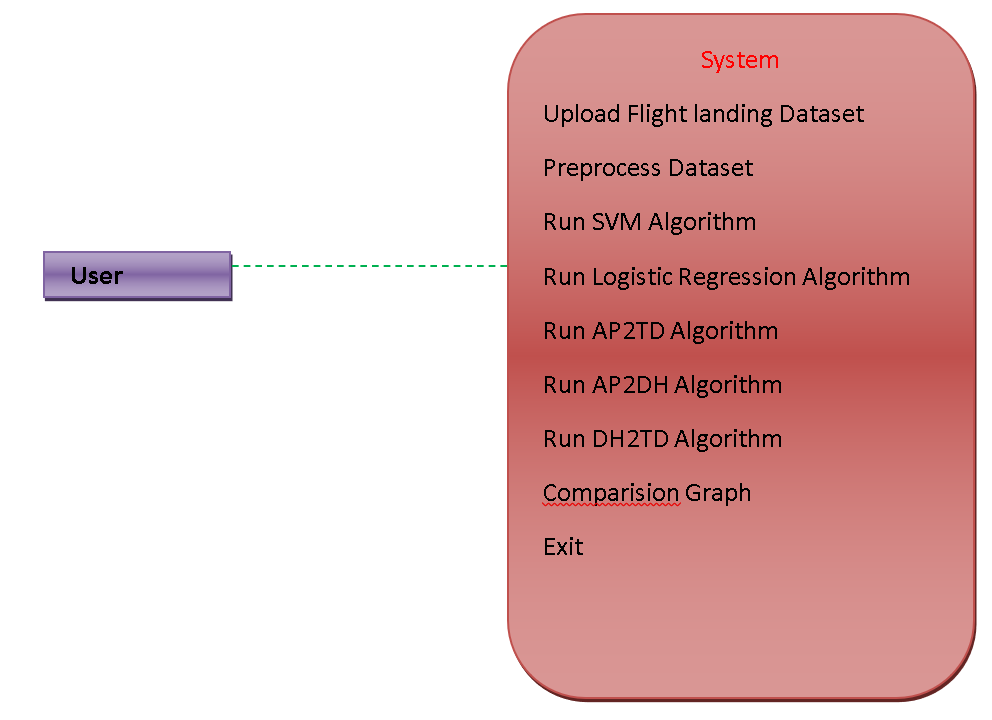 System
Upload Flight landing Dataset
Preprocess Dataset
Run SVM Algorithm
User
Run Logistic Regression Algorithm
Run AP2TD Algorithm
Run AP2DH Algorithm
Run DH2TD Algorithm
Comparision Graph
Exit